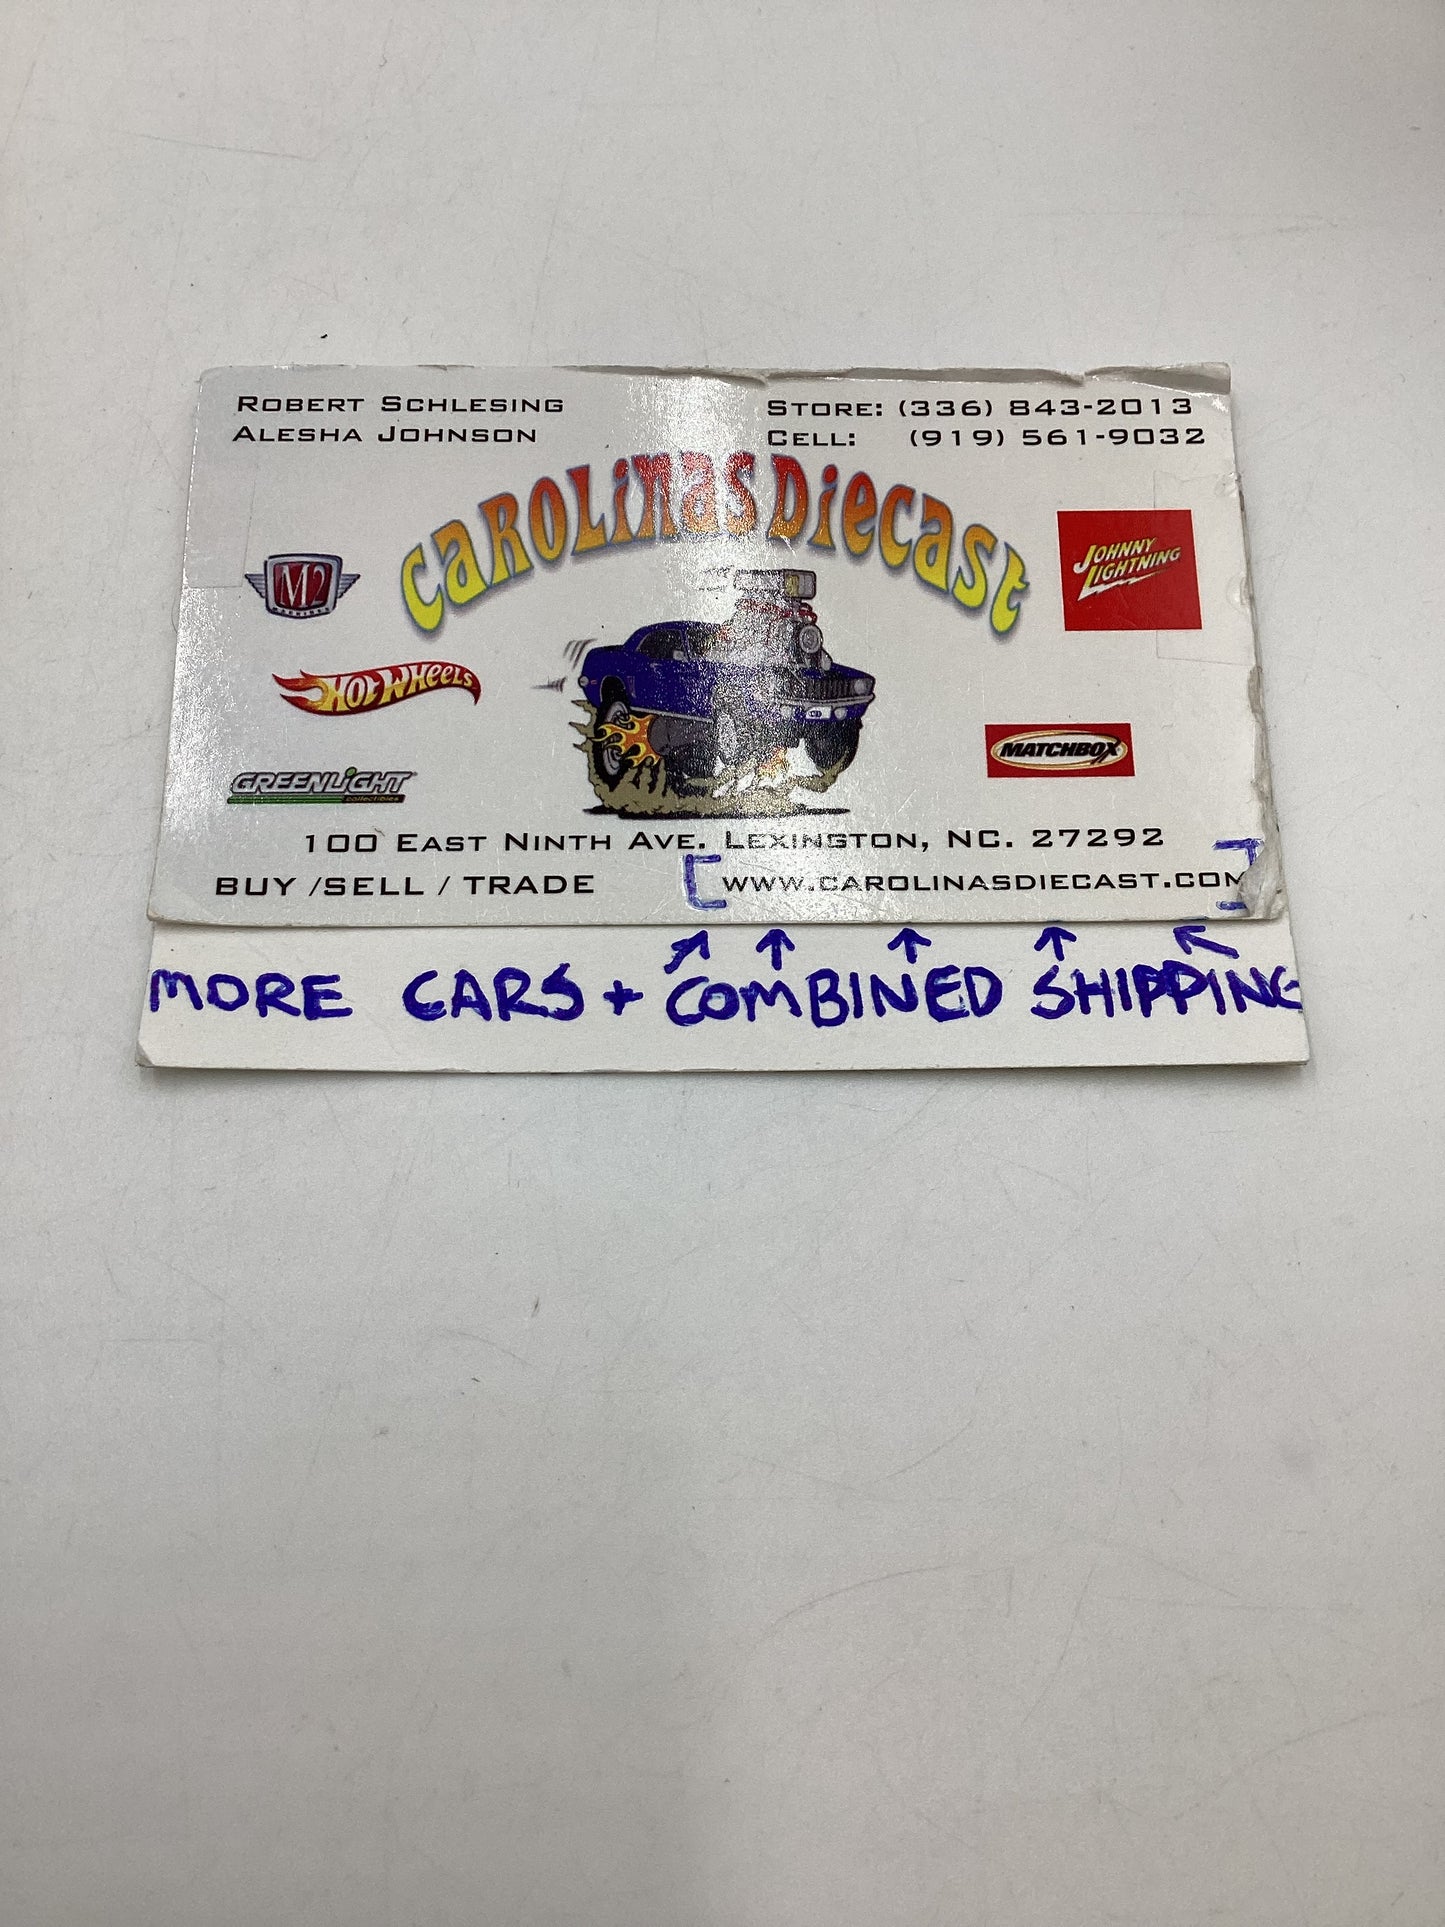 ROBERT SCHLESING
ALESHA JOHNSON
STORE: (336) 843-2013
CELL: (919) 561-9032
CAROLiNas DiecasT
M2
MACHINES
JOHNNY LIGHTNING
HOT WHEELS
MATCHBOX
GREENLiGHT
collectibles
100 EAST NINTH AVE. LEXINGTON, NC. 27292
BUY /SELL / TRADE
[WWW.CAROLINASDIECAST.COM]
MORE CARS + COMBINED SHIPPING